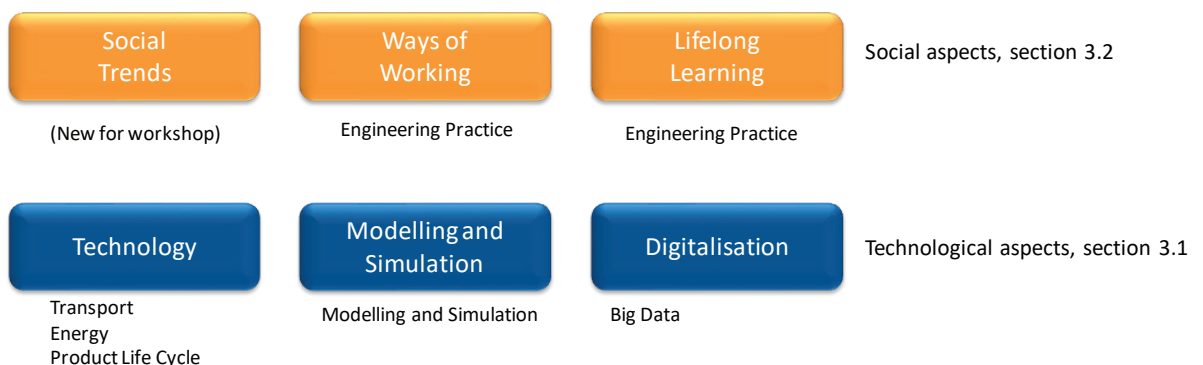 Social
Trends
Ways of
Working
Lifelong
Learning
Social aspects, section 3.2
(New for workshop)
Engineering Practice
Engineering Practice
Technology
Modelling and
Simulation
Digitalisation
Technological aspects, section 3.1
Transport
Energy
Product Life Cycle
Modelling and Simulation
Big Data